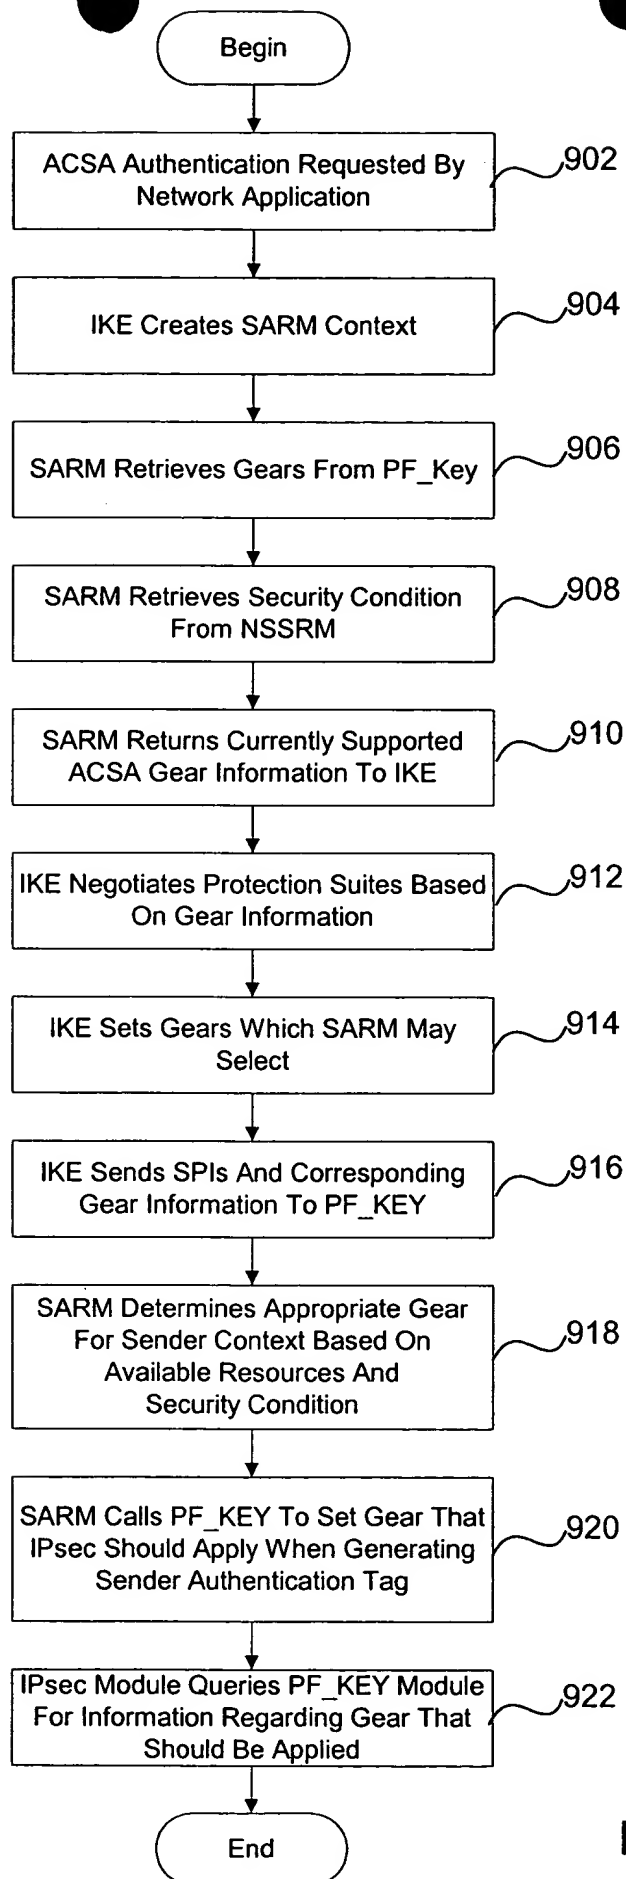 Begin
ACSA Authentication Requested By
Network Application
902
IKE Creates SARM Context
904
SARM Retrieves Gears From PF_Key
906
SARM Retrieves Security Condition
From NSSRM
908
SARM Returns Currently Supported
ACSA Gear Information To IKE
910
IKE Negotiates Protection Suites Based
On Gear Information
912
IKE Sets Gears Which SARM May
Select
914
IKE Sends SPIs And Corresponding
Gear Information To PF_KEY
916
SARM Determines Appropriate Gear
For Sender Context Based On
Available Resources And
Security Condition
918
SARM Calls PF_KEY To Set Gear That
IPsec Should Apply When Generating
Sender Authentication Tag
920
IPsec Module Queries PF_KEY Module
For Information Regarding Gear That
Should Be Applied
922
End